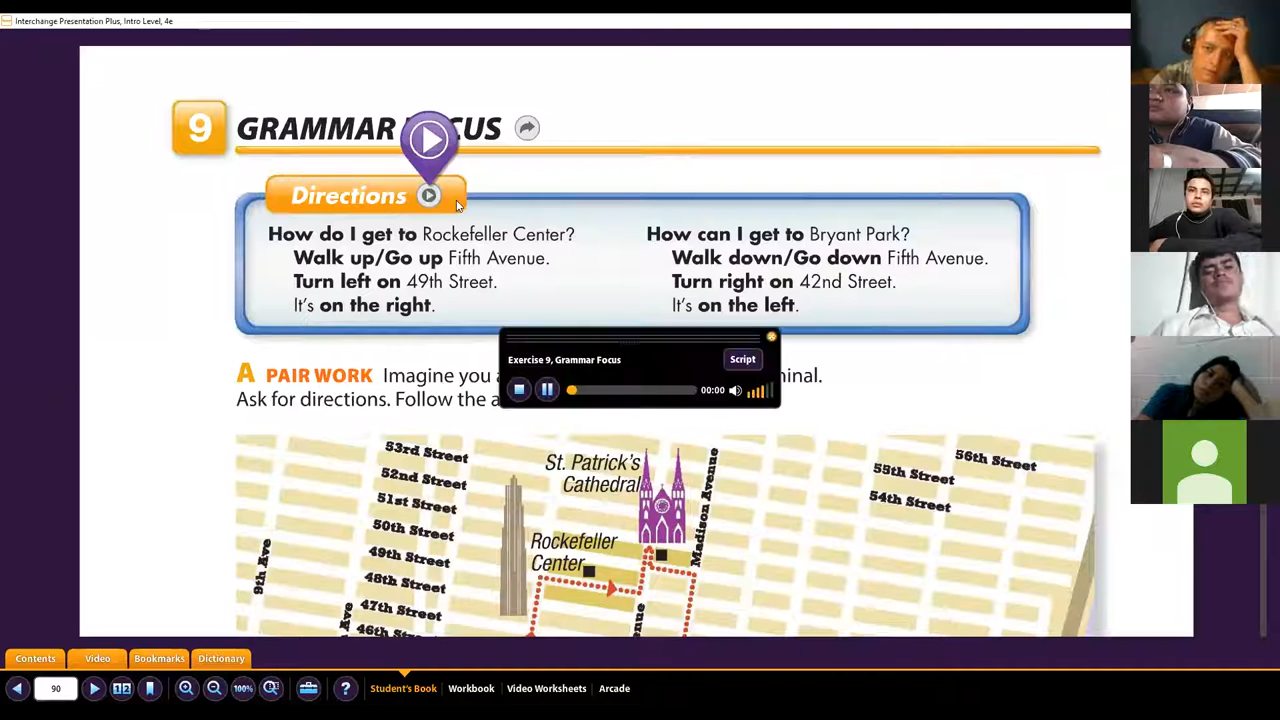 Interchange Presentation Plus, Intro Level, 4e
9 GRAMMAR FOCUS
Directions
How do I get to Rockefeller Center?
Walk up/Go up Fifth Avenue.
Turn left on 49th Street.
It's on the right.
How can I get to Bryant Park?
Walk down/Go down Fifth Avenue.
Turn right on 42nd Street.
It's on the left.
Exercise 9, Grammar Focus
Script
00:00
A PAIR WORK Imagine you
Ask for directions. Follow the
53rd Street
52nd Street
51st Street
50th Street
49th Street
48th Street
47th Street
9th Ave
Ave
St. Patrick's
Cathedral
Rockefeller
Center
Madison Avenue
56th Street
55th Street
54th Street
Contents
Video
Bookmarks
Dictionary
90
1 2
100%
?
Student's Book
Workbook
Video Worksheets
Arcade